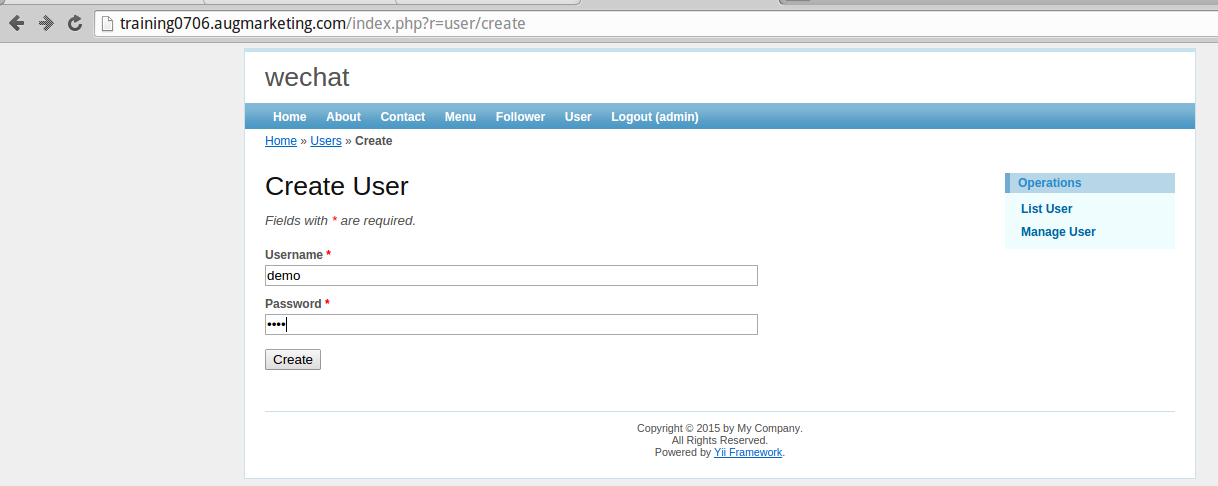 training0706.augmarketing.com/index.php?r=user/create
wechat
Home About Contact Menu Follower User Logout (admin)
Home » Users » Create
Create User
Fields with * are required.
Username *
demo
Password *
••••
Create
Operations
List User
Manage User
Copyright © 2015 by My Company.
All Rights Reserved.
Powered by Yii Framework.